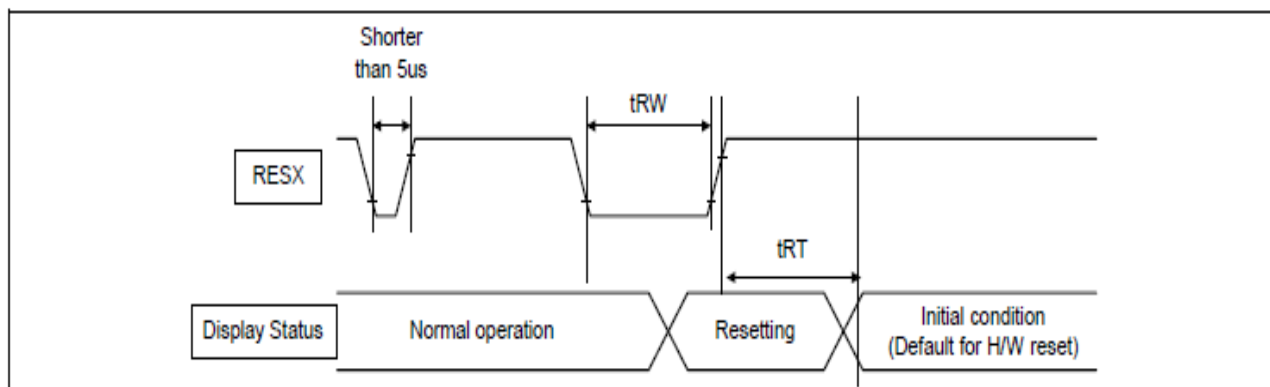 Shorter
than 5us
tRW
RESX
tRT
Display Status
Normal operation
Resetting
Initial condition
(Default for H/W reset)